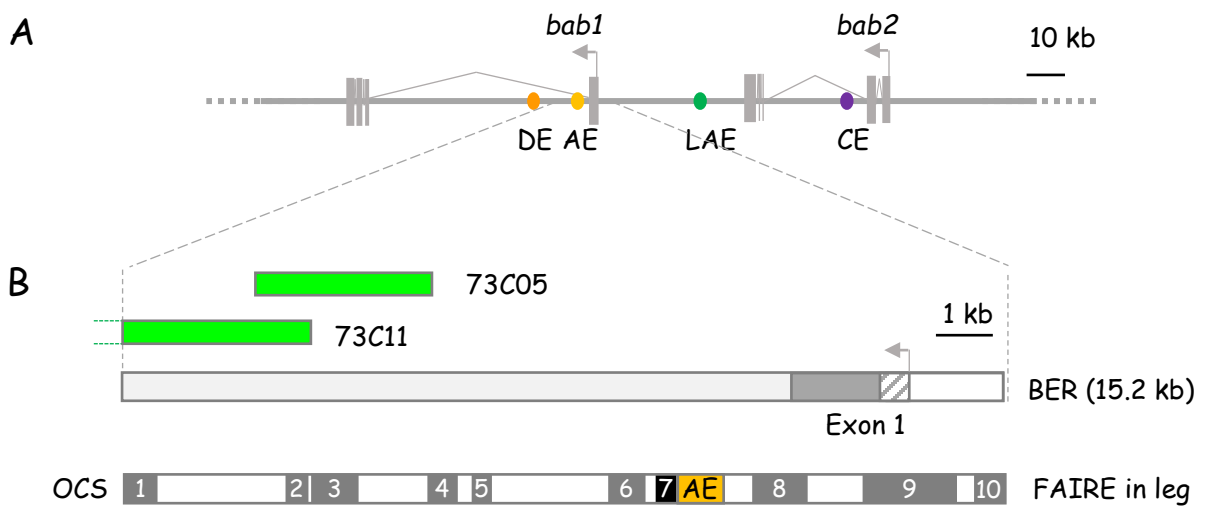 A
bab1
bab2
10 kb
DE AE
LAE
CE
B
73C05
73C11
1 kb
BER (15.2 kb)
Exon 1
OCS 1 2 3 4 5 6 7 AE 8 9 10 FAIRE in leg